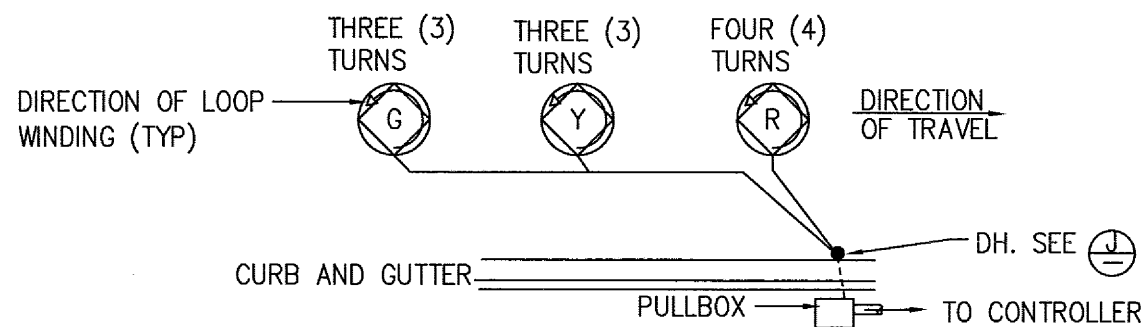 THREE (3)
TURNS
THREE (3)
TURNS
FOUR (4)
TURNS
DIRECTION OF LOOP
WINDING (TYP)
G
Y
R
DIRECTION
OF TRAVEL
DH. SEE J
CURB AND GUTTER
PULLBOX
TO CONTROLLER